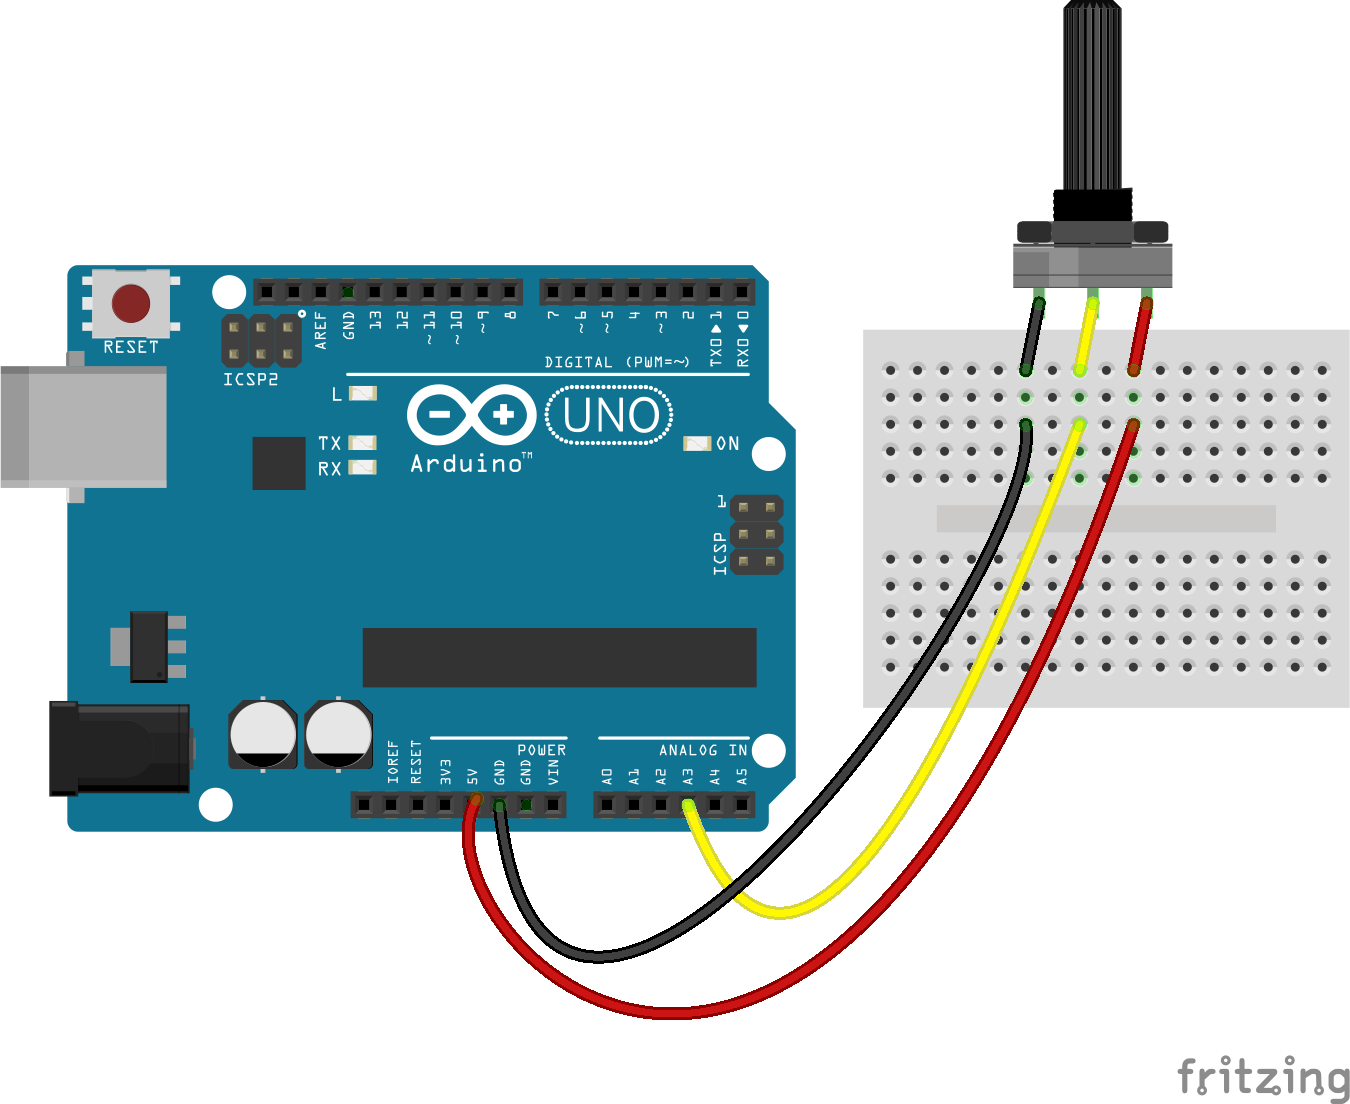 RESET
ICSP2
AREF
GND
13
12
~11
~10
~9
8
7
~6
~5
4
~3
2
TX0▶1
RX0◀0
DIGITAL (PWM=~)
L
TX
RX
UNO
Arduino™
ON
1
ICSP
IOREF
RESET
3V3
5V
GND
GND
VIN
POWER
ANALOG IN
A0
A1
A2
A3
A4
A5
fritzing